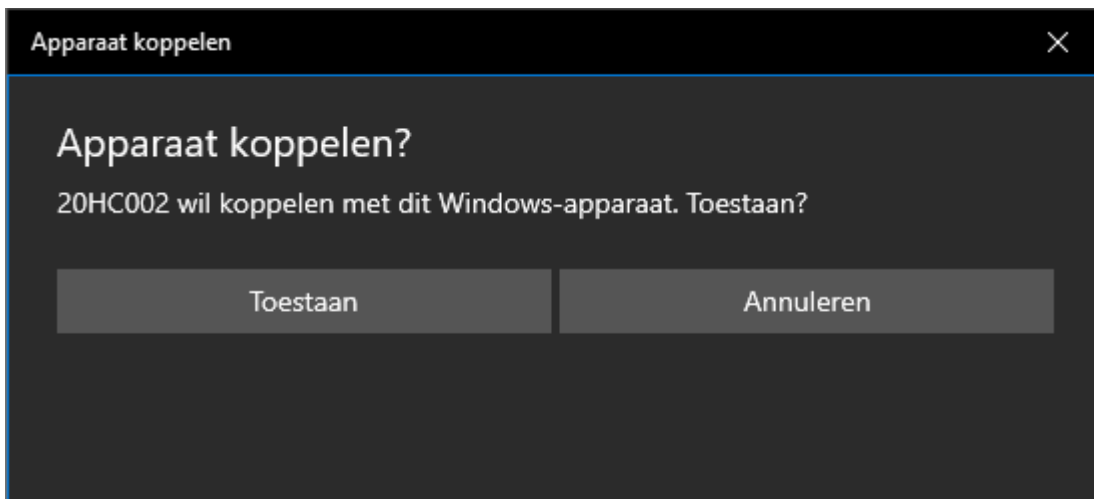 Apparaat koppelen
Apparaat koppelen?
20HC002 wil koppelen met dit Windows-apparaat. Toestaan?
Toestaan
Annuleren